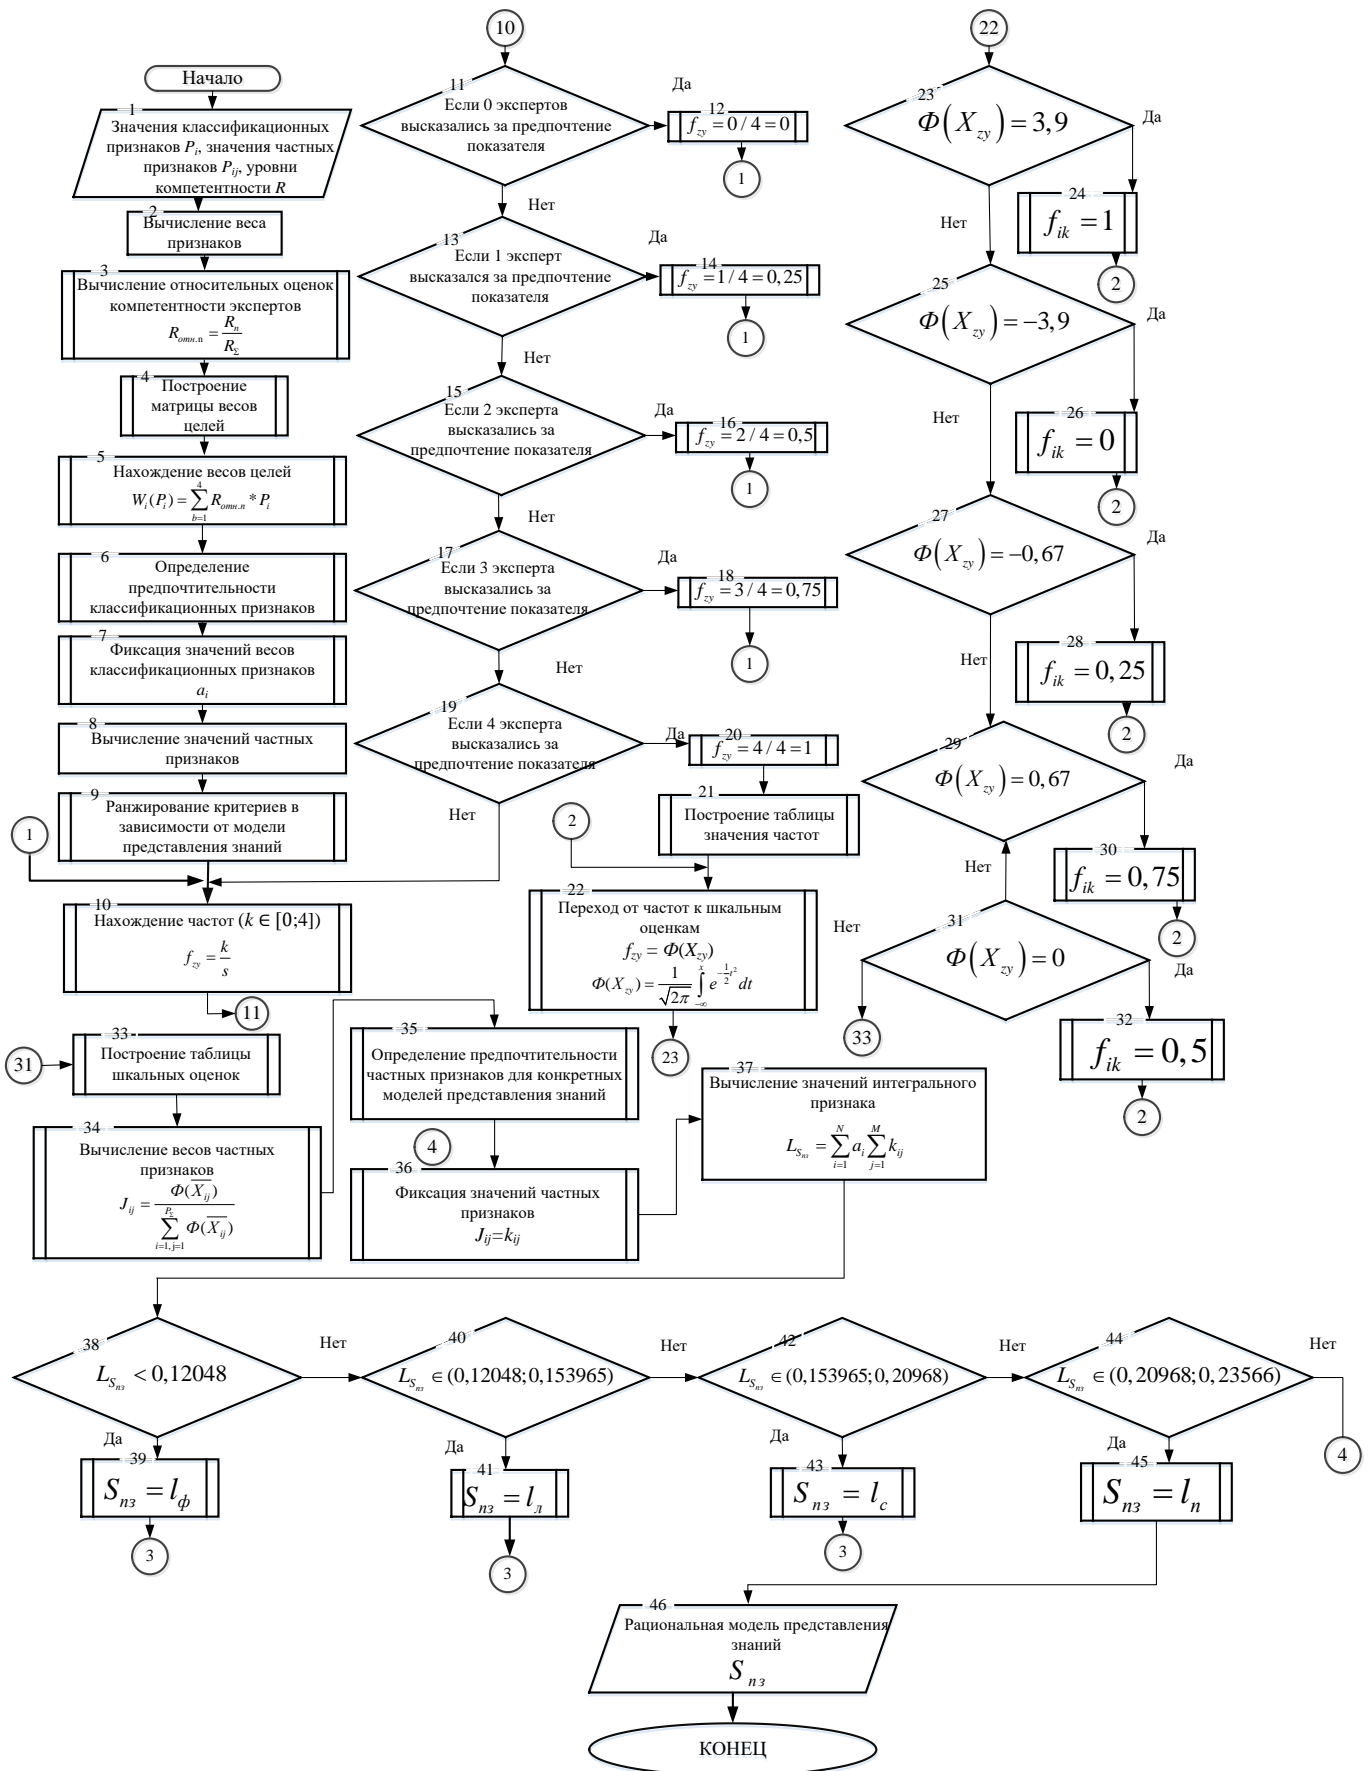 Начало
1
Значения классификационных
признаков P_i, значения частных
признаков P_ij, уровни
компетентности R
2
Вычисление веса
признаков
3
Вычисление относительных оценок
компетентности экспертов
R_отн.n = R_n / R_Σ
4
Построение
матрицы весов
целей
5
Нахождение весов целей
W_i(P_i) = ∑_{b=1}^{4} R_отн.n * P_i
6
Определение
предпочтительности
классификационных признаков
7
Фиксация значений весов
классификационных признаков
a_i
8
Вычисление значений частных
признаков
9
Ранжирование критериев в
зависимости от модели
представления знаний
1
10
Нахождение частот (k ∈ [0;4])
f_zy = k / s
11
10
11
Если 0 экспертов
высказались за предпочтение
показателя
Да
12
f_zy = 0 / 4 = 0
1
Нет
13
Если 1 эксперт
высказался за предпочтение
показателя
Да
14
f_zy = 1 / 4 = 0,25
1
Нет
15
Если 2 эксперта
высказались за
предпочтение показателя
Да
16
f_zy = 2 / 4 = 0,5
1
Нет
17
Если 3 эксперта
высказались за
предпочтение показателя
Да
18
f_zy = 3 / 4 = 0,75
1
Нет
19
Если 4 эксперта
высказались за
предпочтение показателя
Да
20
f_zy = 4 / 4 = 1
Нет
21
Построение таблицы
значения частот
2
22
Переход от частот к шкальным
оценкам
f_zy = Φ(X_zy)
Φ(X_zy) = 1/√2π ∫_{−∞}^{x} e^{−½t²} dt
23
22
23
Φ(X_zy) = 3,9
Да
24
f_ik = 1
2
Нет
25
Φ(X_zy) = −3,9
Да
26
f_ik = 0
2
Нет
27
Φ(X_zy) = −0,67
Да
28
f_ik = 0,25
2
Нет
29
Φ(X_zy) = 0,67
Да
30
f_ik = 0,75
2
Нет
31
Φ(X_zy) = 0
Нет
33
Да
32
f_ik = 0,5
2
31
33
Построение таблицы
шкальных оценок
34
Вычисление весов частных
признаков
J_ij = Φ(X̅_ij) / ∑_{i=1,j=1}^{P_Σ} Φ(X̅_ij)
35
Определение предпочтительности
частных признаков для конкретных
моделей представления знаний
4
36
Фиксация значений частных
признаков
J_ij=k_ij
37
Вычисление значений интегрального
признака
L_{S_пз} = ∑_{i=1}^{N} a_i ∑_{j=1}^{M} k_ij
38
L_{S_пз} < 0,12048
Нет
Да
39
S_пз = l_ф
3
40
L_{S_пз} ∈ (0,12048;0,153965)
Нет
Да
41
S_пз = l_л
3
42
L_{S_пз} ∈ (0,153965;0,20968)
Нет
Да
43
S_пз = l_с
3
44
L_{S_пз} ∈ (0,20968;0,23566)
Нет
4
Да
45
S_пз = l_п
46
Рациональная модель представления
знаний
S_пз
КОНЕЦ